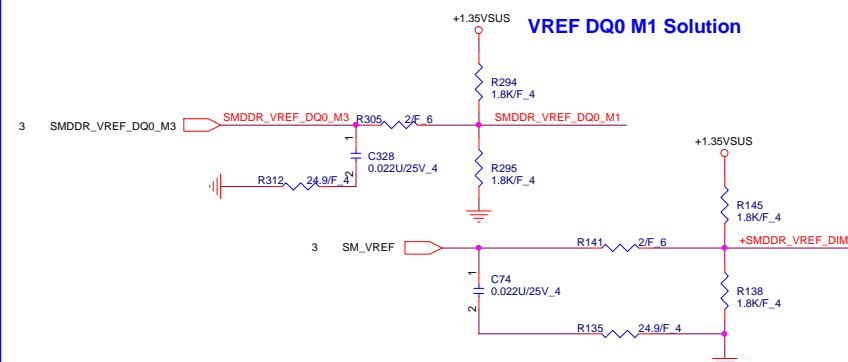 +1.35VSUS
VREF DQ0 M1 Solution
R294
1.8K/F_4
3 SMDDR_VREF_DQ0_M3
SMDDR_VREF_DQ0_M3
R305 2/F_6
SMDDR_VREF_DQ0_M1
1
C328
0.022U/25V_4
2
R312 24.9/F_4
R295
1.8K/F_4
+1.35VSUS
R145
1.8K/F_4
3 SM_VREF
R141 2/F_6
+SMDDR_VREF_DIM
1
C74
0.022U/25V_4
2
R138
1.8K/F_4
R135 24.9/F_4